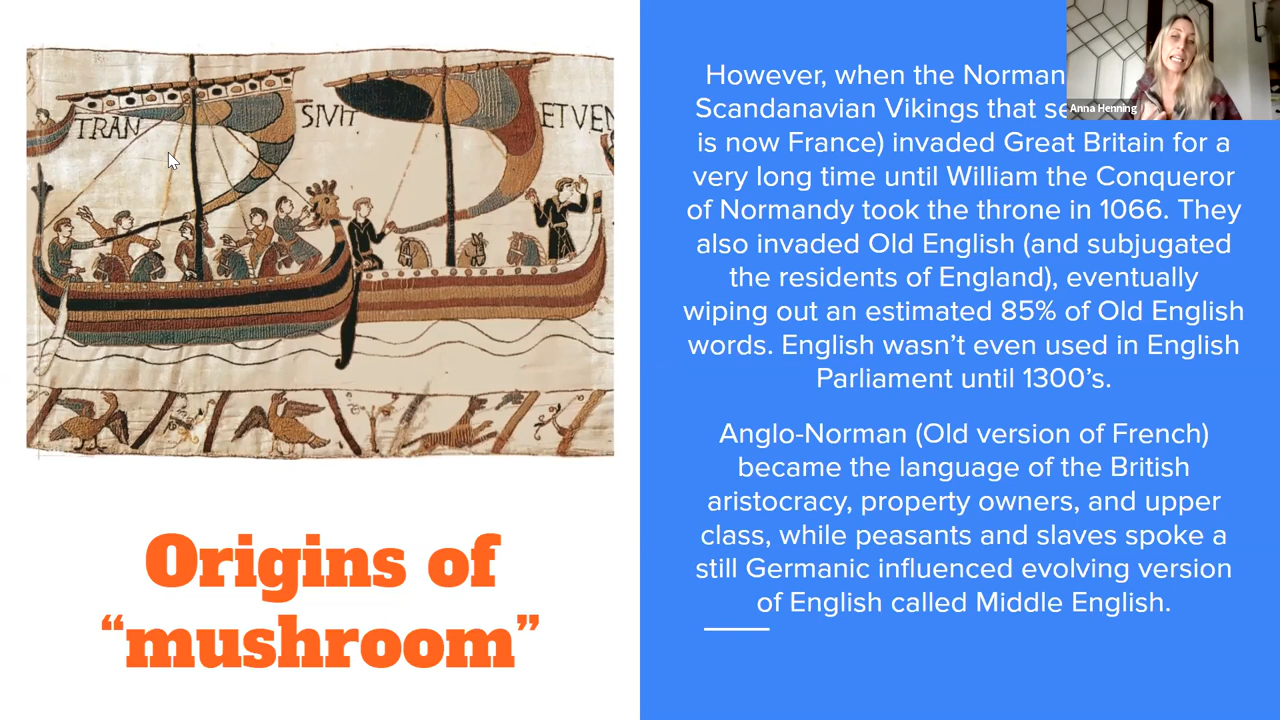 TRAN
SIVIT
ET VEN
Origins of
“mushroom”
However, when the Norman
Scandanavian Vikings that se
is now France) invaded Great Britain for a
very long time until William the Conqueror
of Normandy took the throne in 1066. They
also invaded Old English (and subjugated
the residents of England), eventually
wiping out an estimated 85% of Old English
words. English wasn’t even used in English
Parliament until 1300’s.
Anglo-Norman (Old version of French)
became the language of the British
aristocracy, property owners, and upper
class, while peasants and slaves spoke a
still Germanic influenced evolving version
of English called Middle English.
Anna Henning